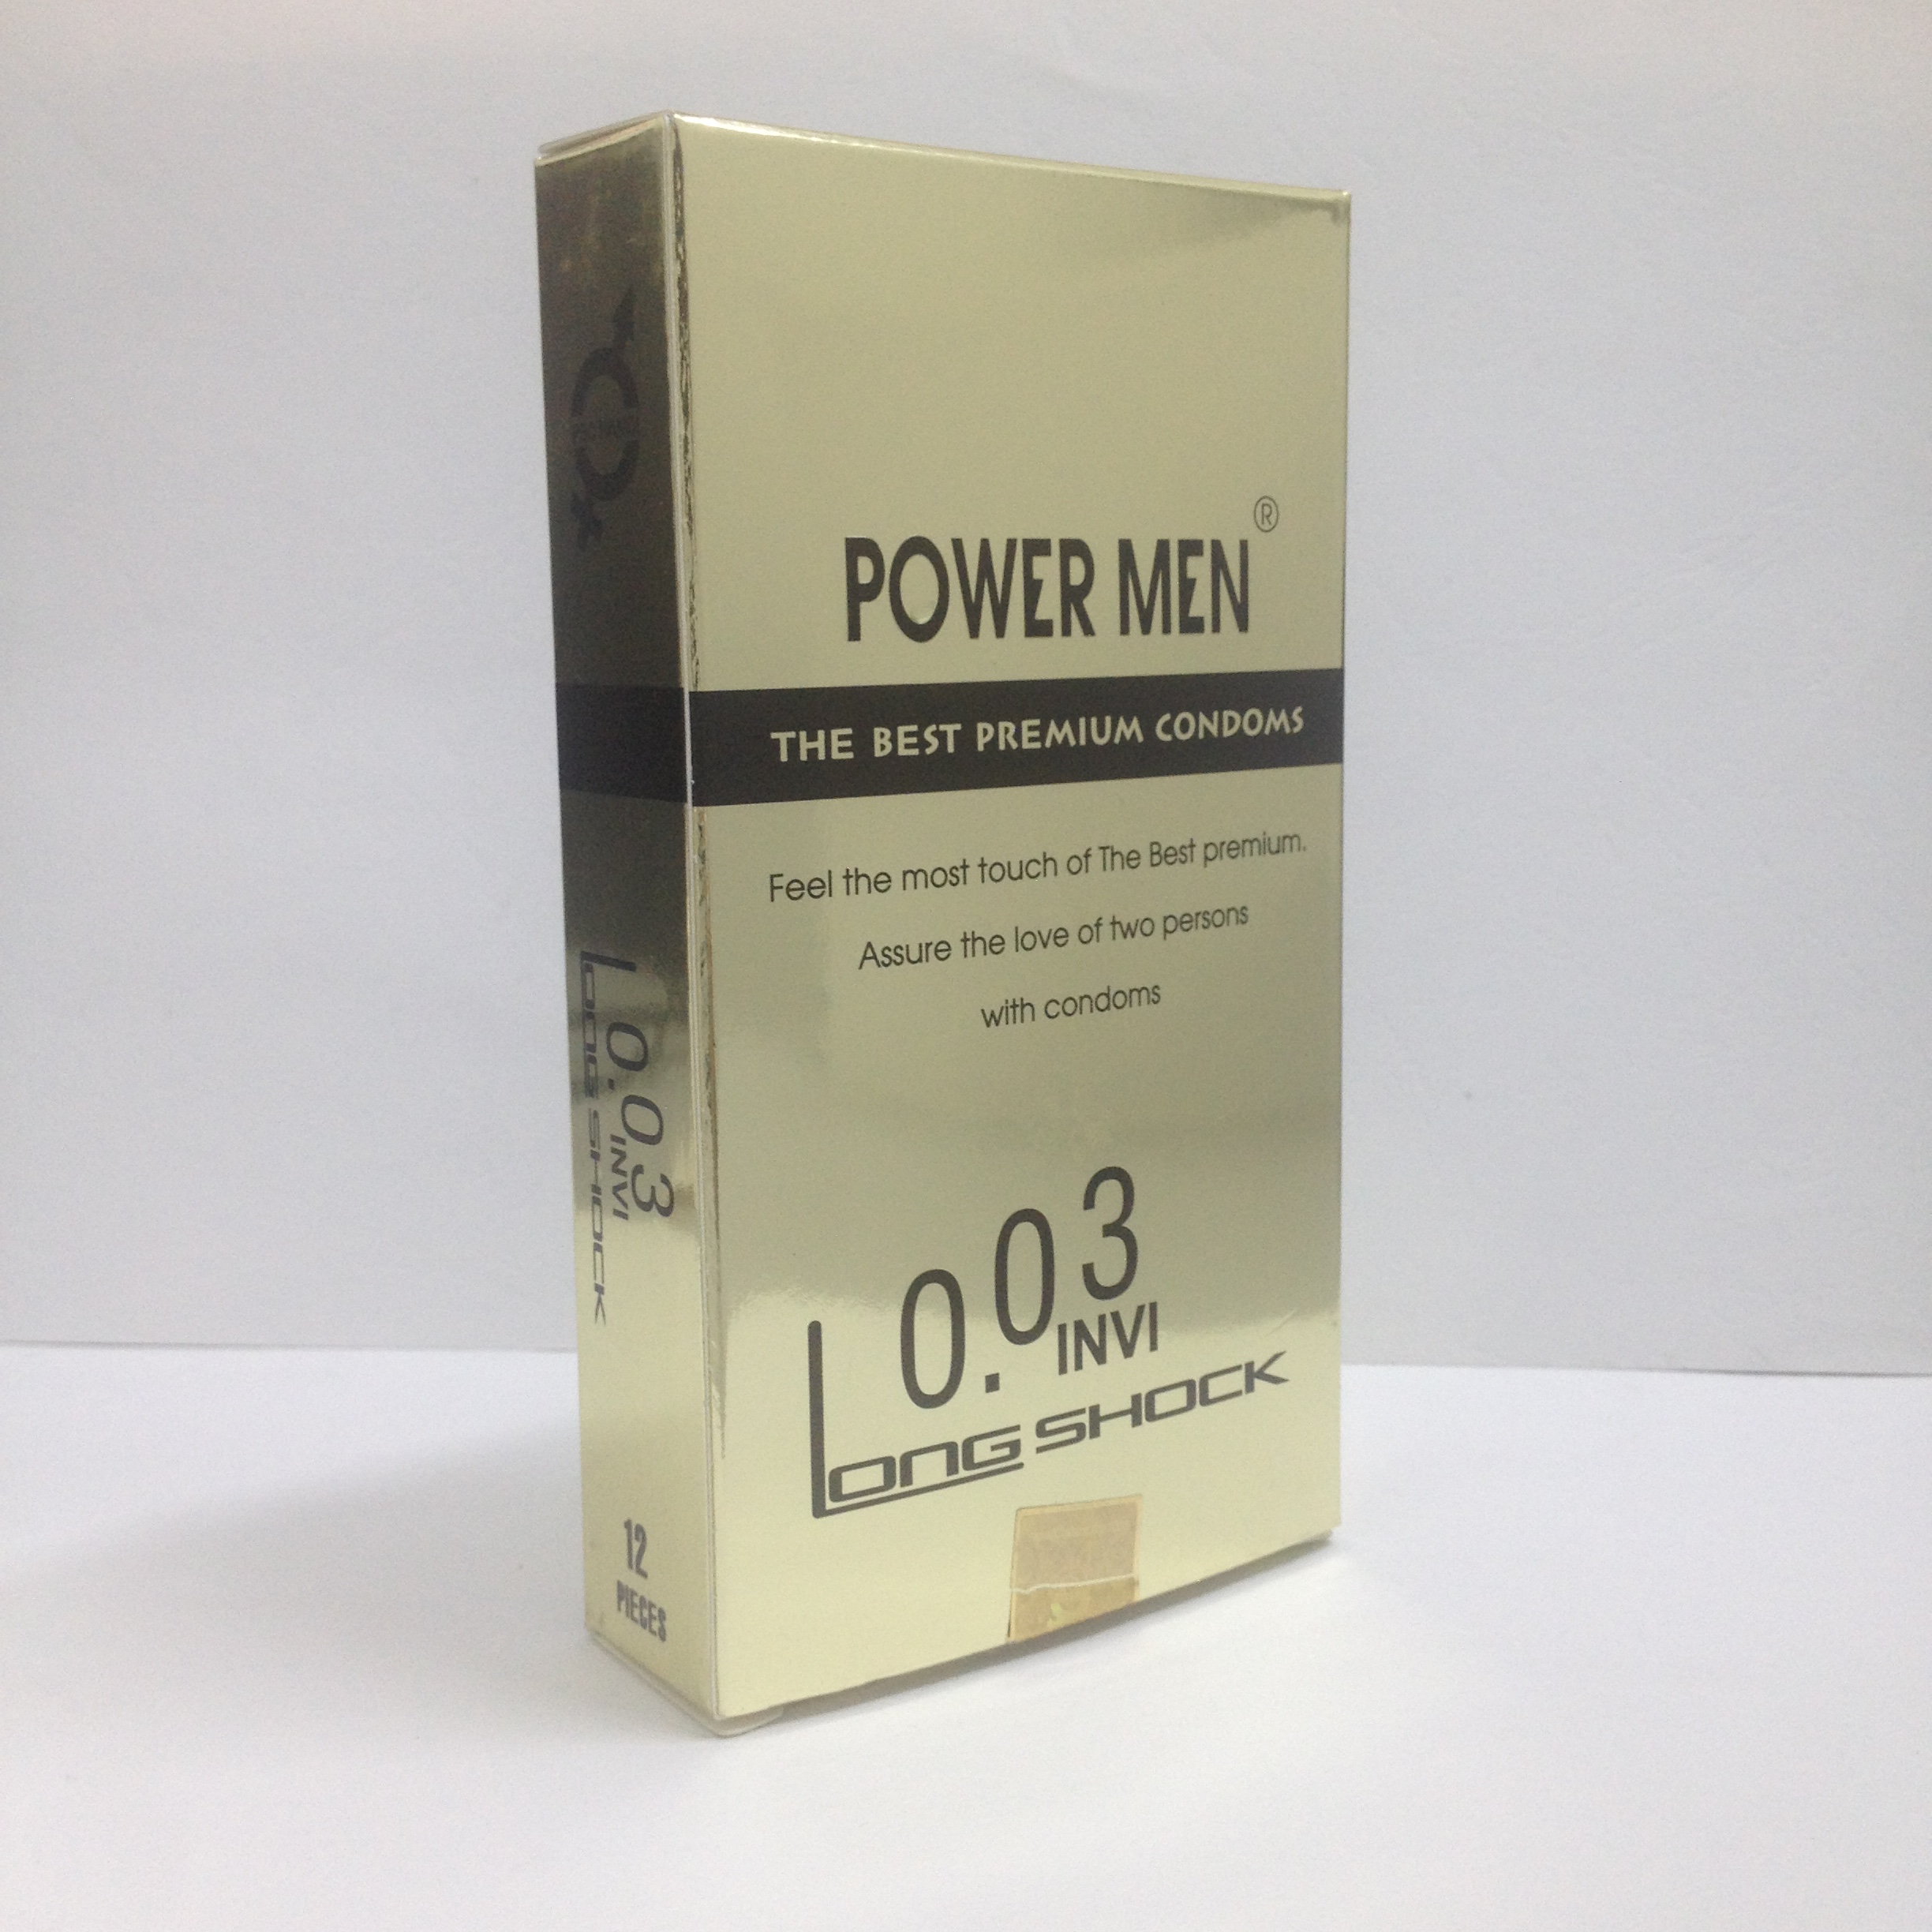 POWER MEN®
THE BEST PREMIUM CONDOMS
Feel the most touch of The Best premium.
Assure the love of two persons
with condoms
0.03
INVI
LONG SHOCK
0.03
INVI
LONG SHOCK
12
PIECES